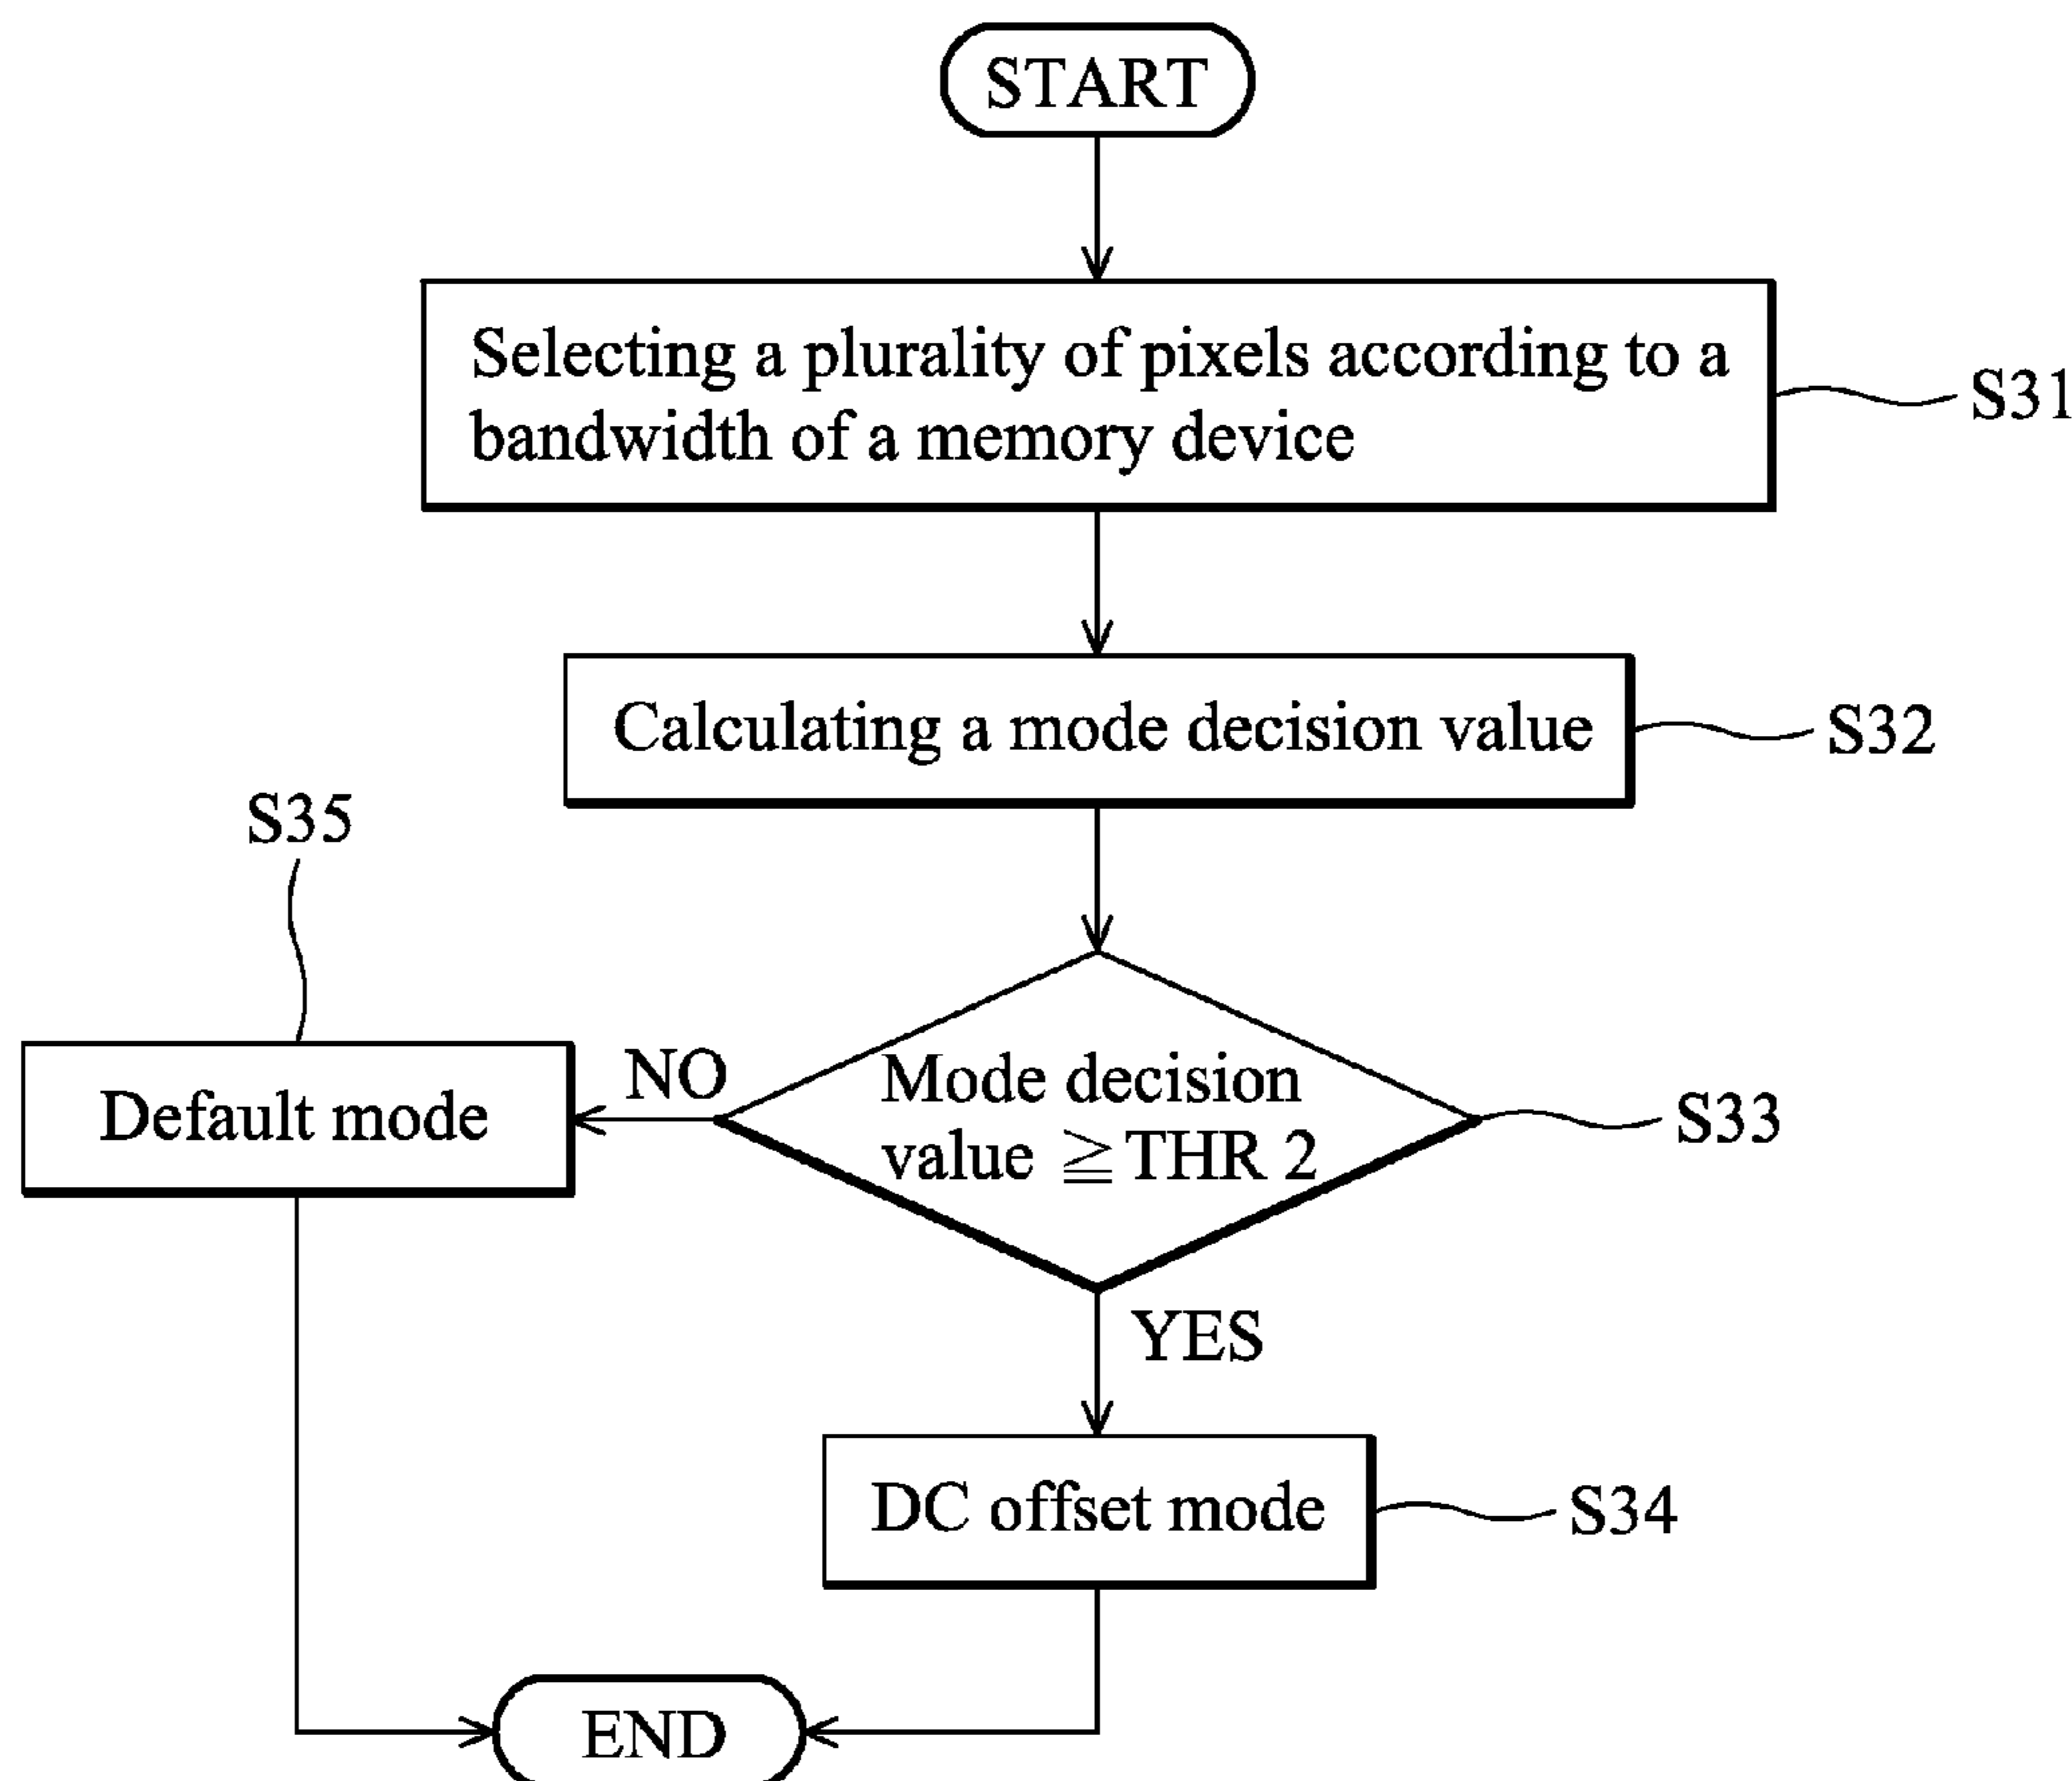 START
Selecting a plurality of pixels according to a
bandwidth of a memory device
S31
Calculating a mode decision value
S32
S35
Default mode
NO
Mode decision
value ≧ THR 2
S33
YES
DC offset mode
S34
END